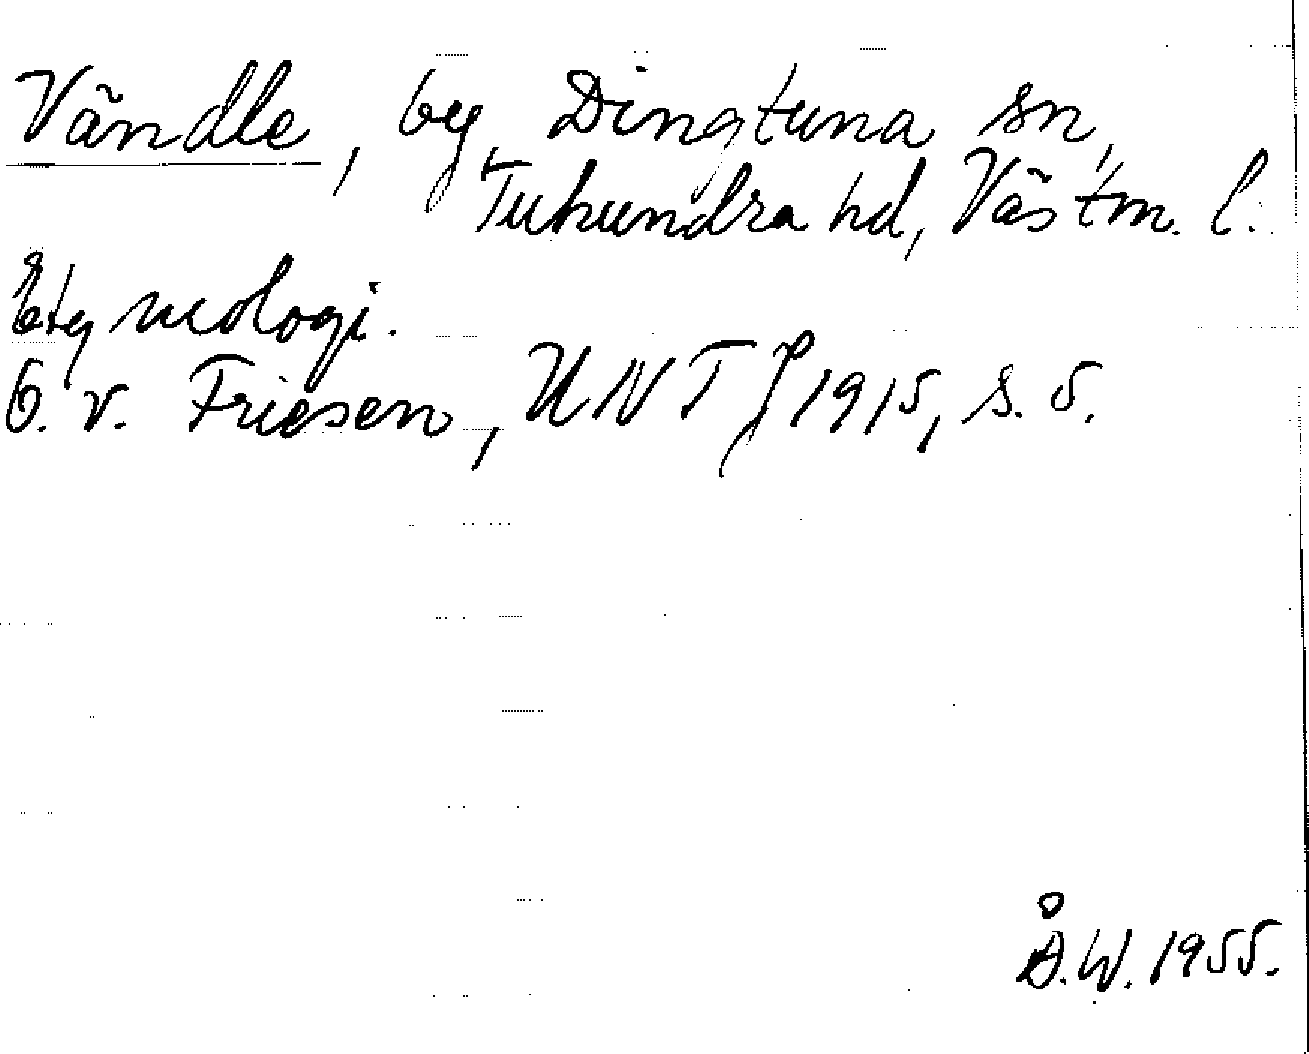 Vändle, by, Dingtuna sn,
Tuhundra hd, Västm. l.
Etymologi.
O. v. Friesen, UNT J 1915, s. 5.
Å.W. 1955.